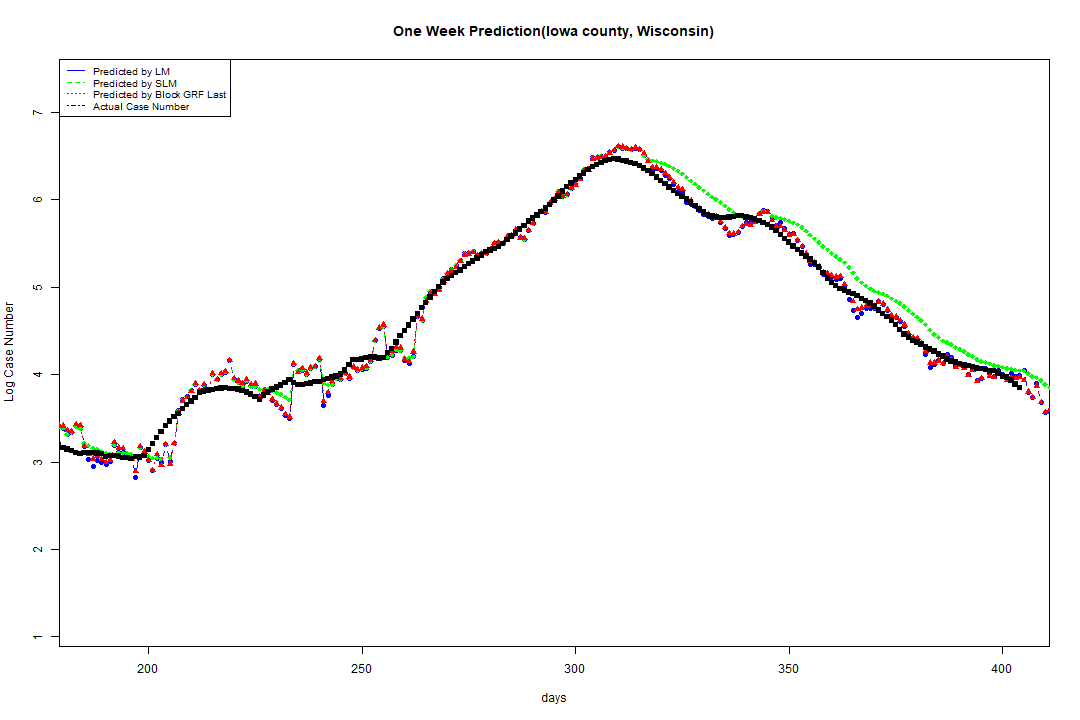 One Week Prediction(Iowa county, Wisconsin)
Predicted by LM
Predicted by SLM
Predicted by Block GRF Last
Actual Case Number
7
6
5
4
3
2
1
Log Case Number
200
250
300
350
400
days